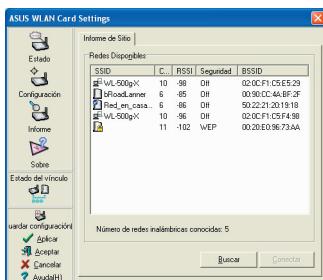 ASUS WLAN Card Settings
Estado
Configuración
Informe
Sobre
Estado del vínculo
uardar configuración
Aplicar
Aceptar
Cancelar
Ayuda(H)
Informe de Sitio
Redes Disponibles
SSID C... RSSI Seguridad BSSID
WL-500g-X 10 -98 Off 02:0C:F1:C5:E5:29
bRoadLanner 6 -85 Off 00:90:CC:4A:BF:2F
Red_en_casa... 6 -86 Off 50:22:21:20:19:18
WL-500g-X 10 -96 Off 02:0C:F1:C5:F4:98
11 -102 WEP 00:20:E0:96:73:AA
Número de redes inalámbricas conocidas: 5
Buscar
Conectar